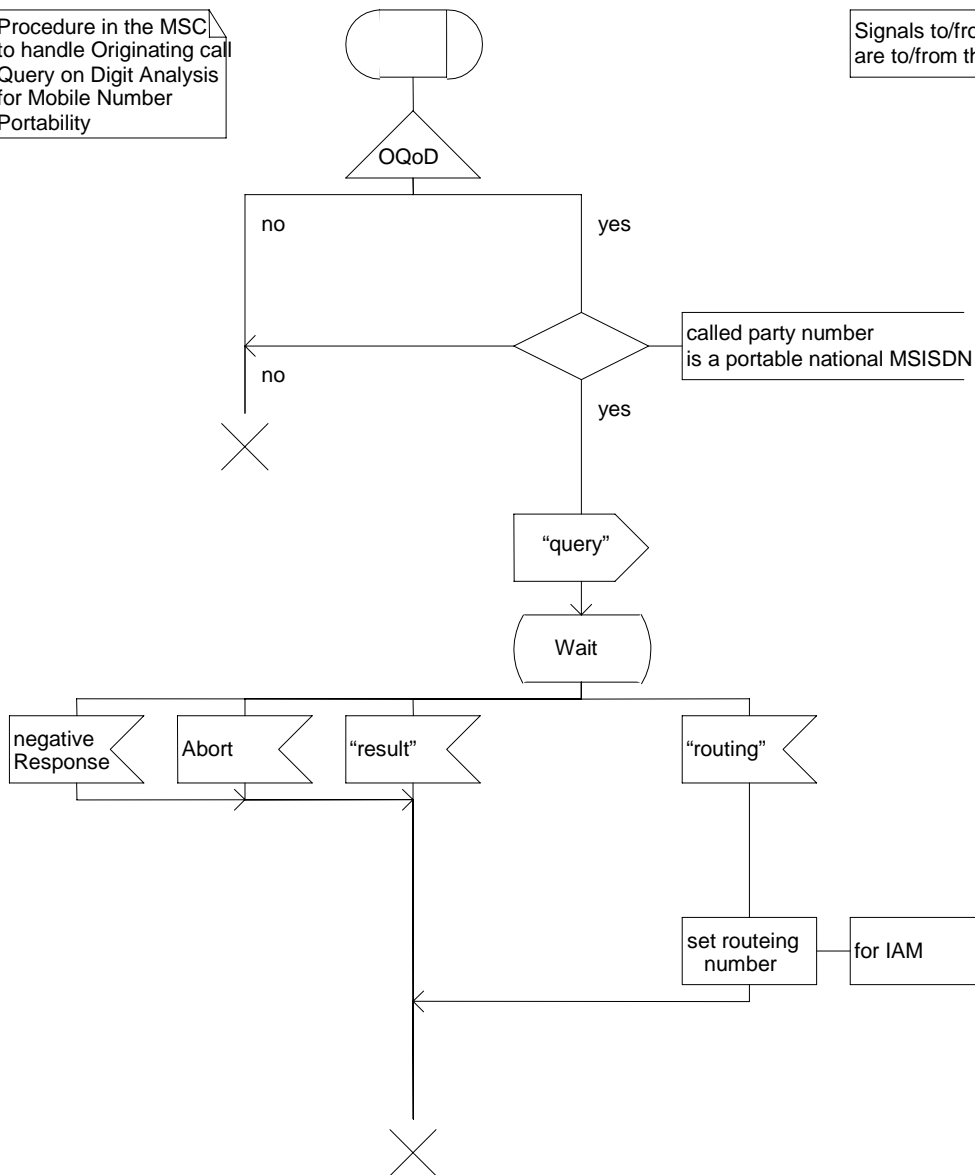 Procedure in the MSC
to handle Originating call
Query on Digit Analysis
for Mobile Number
Portability
Signals to/fro
are to/from th
OQoD
no
yes
called party number
is a portable national MSISDN
no
yes
“query”
Wait
negative
Response
Abort
“result”
“routing”
set routeing
number
for IAM